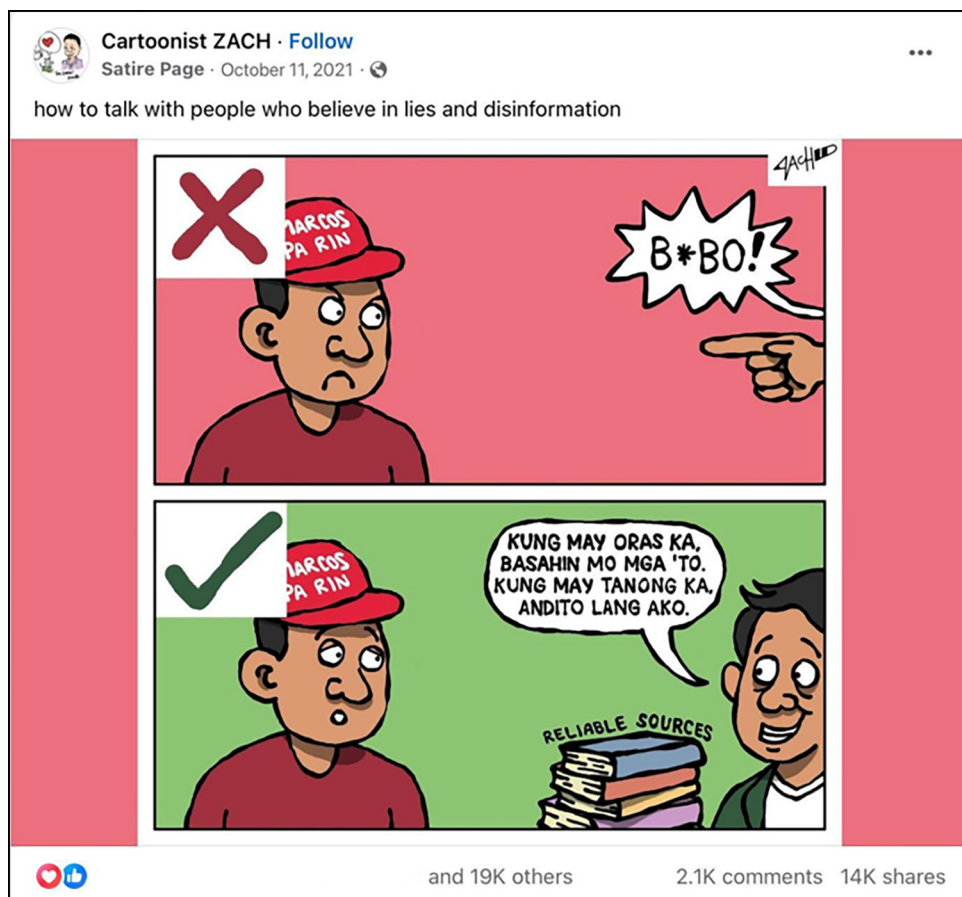 Cartoonist ZACH · Follow
Satire Page · October 11, 2021 ·
how to talk with people who believe in lies and disinformation
ZACH
MARCOS
PA RIN
B*BO!
MARCOS
PA RIN
KUNG MAY ORAS KA,
BASAHIN MO MGA 'TO.
KUNG MAY TANONG KA,
ANDITO LANG AKO.
RELIABLE SOURCES
and 19K others 2.1K comments 14K shares